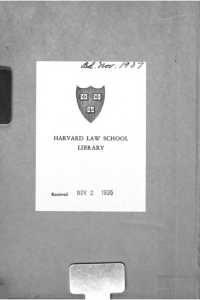 Bd. Nov. 1937
HARVARD LAW SCHOOL
LIBRARY
Received NOV 2 1935